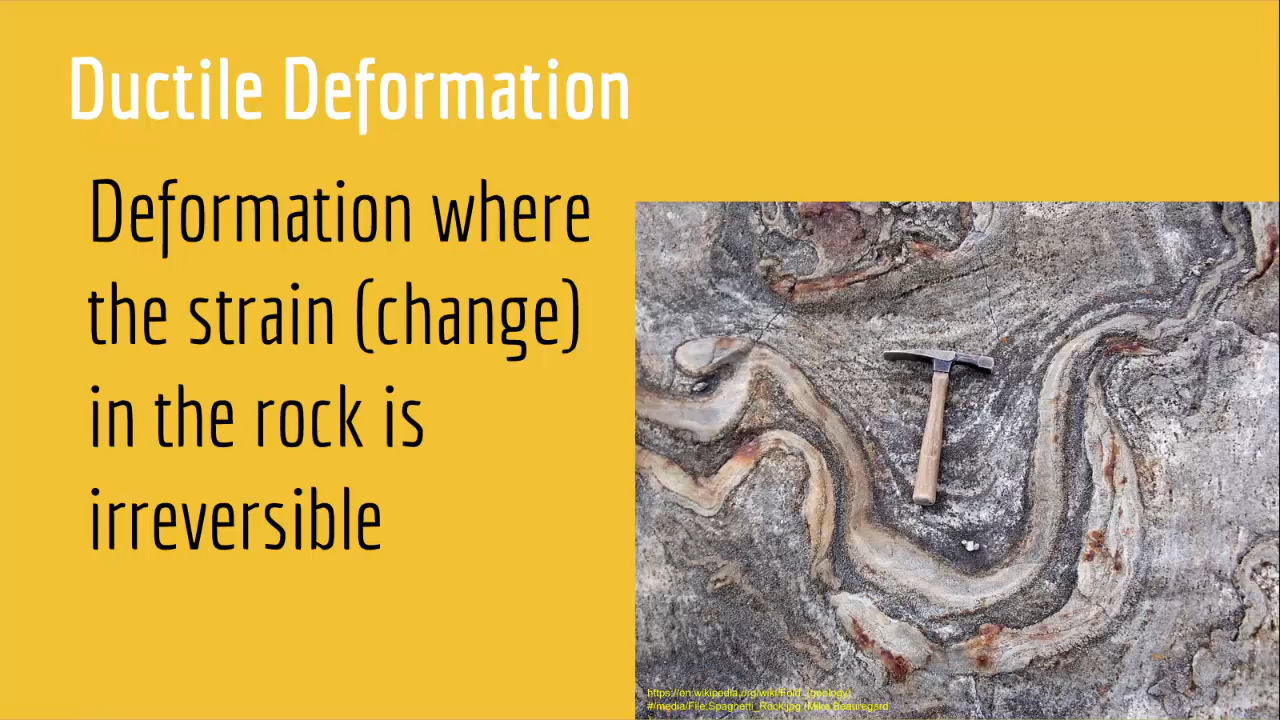 Ductile Deformation
Deformation where
the strain (change)
in the rock is
irreversible
https://en.wikipedia.org/wiki/Fold_(geology)
#/media/File:Spaghetti_Rock.jpg (Mike Beauregard